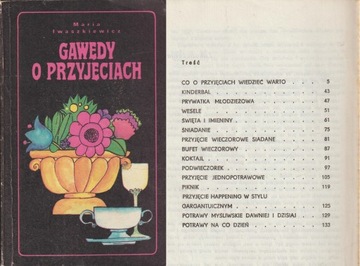 Maria
Iwaszkiewicz
GAWĘDY
O PRZYJĘCIACH
Treść
CO O PRZYJĘCIACH WIEDZIEĆ WARTO . . 5
KINDERBAL . . . . . . . . 43
PRYWATKA MŁODZIEŻOWA . . . . . 47
WESELE . . . . . . . . . 51
ŚWIĘTA I IMIENINY . . . . . . 61
ŚNIADANIE . . . . . . . . 75
PRZYJĘCIE WIECZOROWE SIADANE . . . 81
BUFET WIECZOROWY . . . . . . 87
KOKTAJL . . . . . . . . . 91
PODWIECZOREK . . . . . . . 97
PRZYJĘCIE JEDNOPOTRAWOWE . . . . 105
PIKNIK . . . . . . . . . 119
PRZYJĘCIE HAPPENING W STYLU
GARGANTUICZNYM . . . . . . 125
POTRAWY MYŚLIWSKIE DAWNIEJ I DZISIAJ . 129
POTRAWY NA CO DZIEŃ . . . . . 133